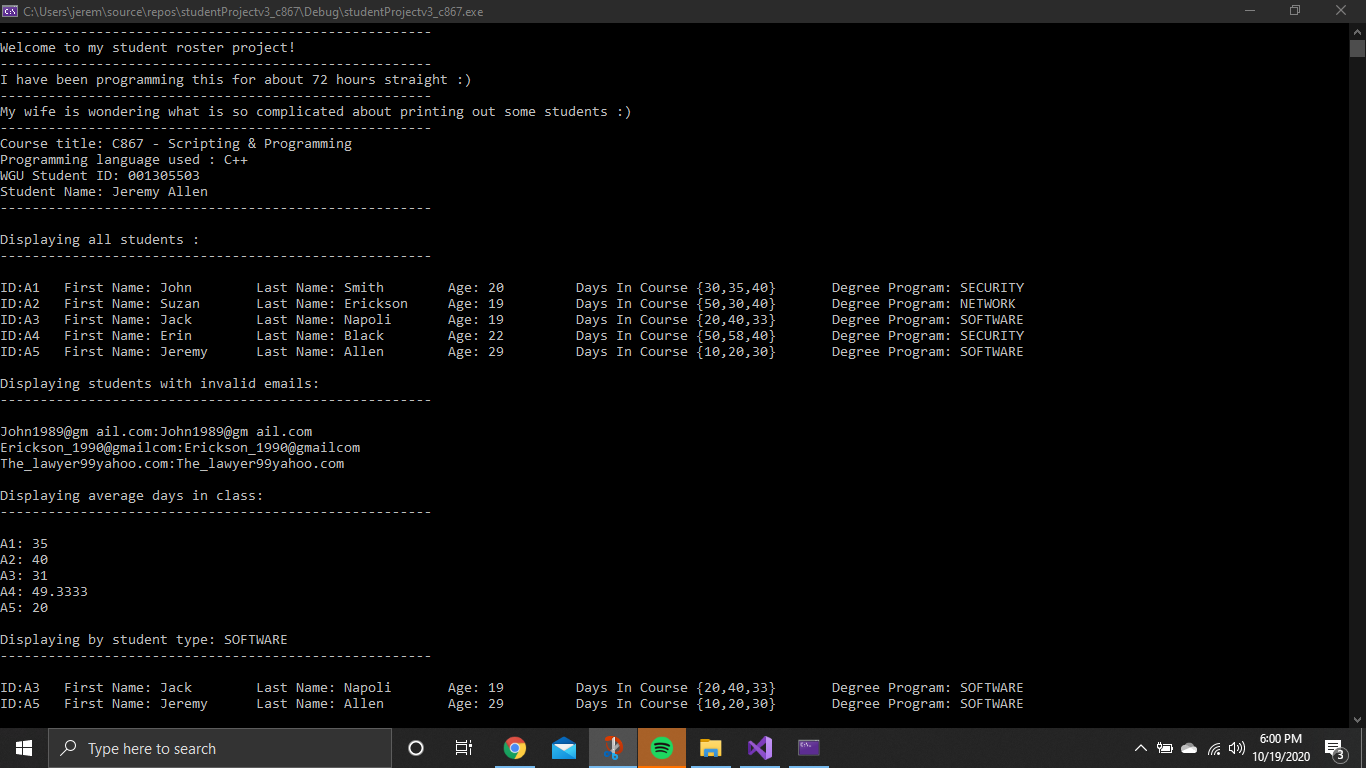 C:\Users\jerem\source\repos\studentProjectv3_c867\Debug\studentProjectv3_c867.exe
------------------------------------------------------
Welcome to my student roster project!
------------------------------------------------------
I have been programming this for about 72 hours straight :)
------------------------------------------------------
My wife is wondering what is so complicated about printing out some students :)
------------------------------------------------------
Course title: C867 - Scripting & Programming
Programming language used : C++
WGU Student ID: 001305503
Student Name: Jeremy Allen
------------------------------------------------------
Displaying all students :
------------------------------------------------------
ID:A1 First Name: John Last Name: Smith Age: 20 Days In Course {30,35,40} Degree Program: SECURITY
ID:A2 First Name: Suzan Last Name: Erickson Age: 19 Days In Course {50,30,40} Degree Program: NETWORK
ID:A3 First Name: Jack Last Name: Napoli Age: 19 Days In Course {20,40,33} Degree Program: SOFTWARE
ID:A4 First Name: Erin Last Name: Black Age: 22 Days In Course {50,58,40} Degree Program: SECURITY
ID:A5 First Name: Jeremy Last Name: Allen Age: 29 Days In Course {10,20,30} Degree Program: SOFTWARE
Displaying students with invalid emails:
------------------------------------------------------
John1989@gm ail.com:John1989@gm ail.com
Erickson_1990@gmailcom:Erickson_1990@gmailcom
The_lawyer99yahoo.com:The_lawyer99yahoo.com
Displaying average days in class:
------------------------------------------------------
A1: 35
A2: 40
A3: 31
A4: 49.3333
A5: 20
Displaying by student type: SOFTWARE
------------------------------------------------------
ID:A3 First Name: Jack Last Name: Napoli Age: 19 Days In Course {20,40,33} Degree Program: SOFTWARE
ID:A5 First Name: Jeremy Last Name: Allen Age: 29 Days In Course {10,20,30} Degree Program: SOFTWARE
Type here to search
6:00 PM
10/19/2020
3